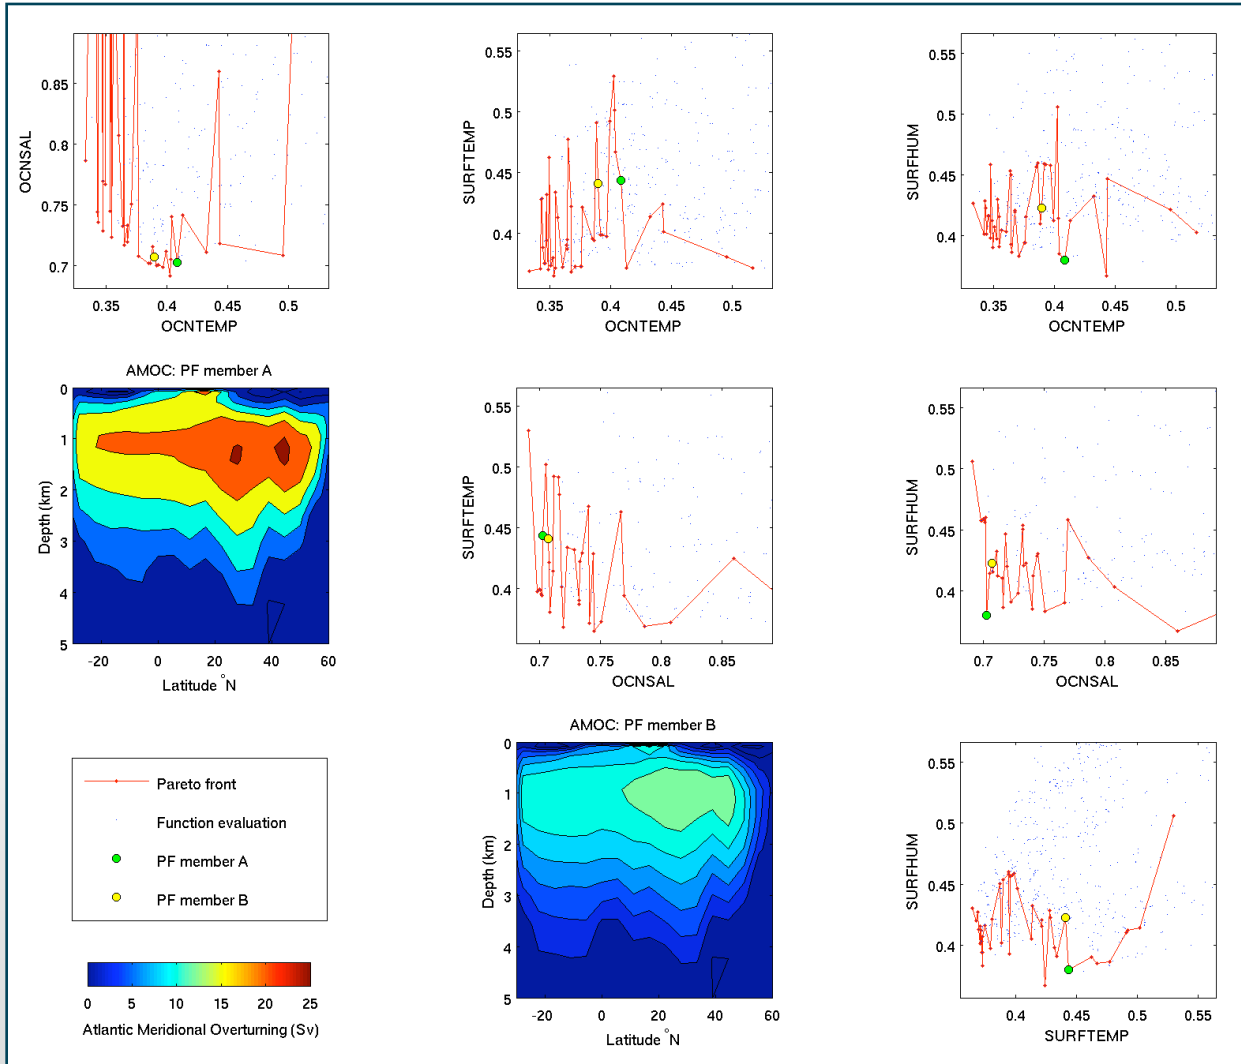 0.85
0.8
0.75
0.7
OCNSAL
0.35 0.4 0.45 0.5
OCNTEMP
0.55
0.5
0.45
0.4
SURFTEMP
0.35 0.4 0.45 0.5
OCNTEMP
0.55
0.5
0.45
0.4
SURFHUM
0.35 0.4 0.45 0.5
OCNTEMP
AMOC: PF member A
0
1
2
3
4
5
Depth (km)
-20 0 20 40 60
Latitude °N
0.55
0.5
0.45
0.4
SURFTEMP
0.7 0.75 0.8 0.85
OCNSAL
0.55
0.5
0.45
0.4
SURFHUM
0.7 0.75 0.8 0.85
OCNSAL
Pareto front
Function evaluation
PF member A
PF member B
0 5 10 15 20 25
Atlantic Meridional Overturning (Sv)
AMOC: PF member B
0
1
2
3
4
5
Depth (km)
-20 0 20 40 60
Latitude °N
0.55
0.5
0.45
0.4
SURFHUM
0.4 0.45 0.5 0.55
SURFTEMP